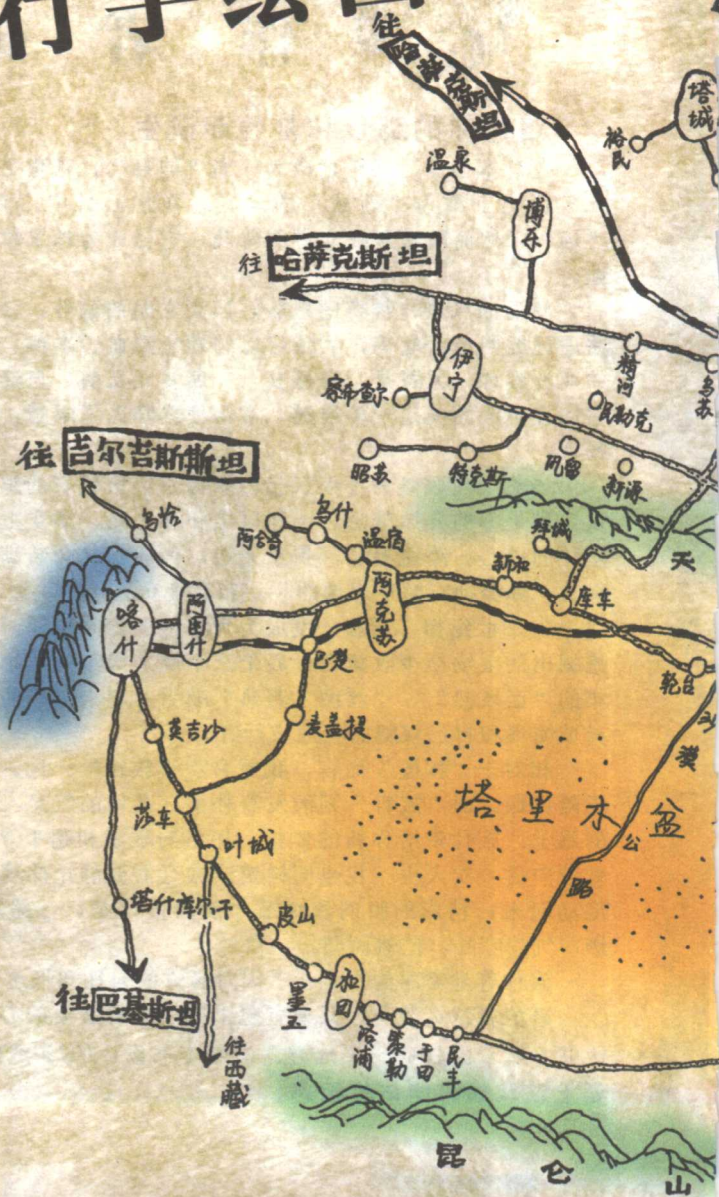 行手绘图
往
哈萨克斯坦
塔城
裕民
温泉
博乐
往 哈萨克斯坦
伊宁
精河
乌苏
察布查尔
尼勒克
昭苏
特克斯
巩留
新源
往 吉尔吉斯斯坦
乌恰
阿合奇
乌什
温宿
拜城
天
新和
库车
喀什
阿图什
阿克苏
巴楚
轮台
英吉沙
麦盖提
沙漠公路
塔里木盆
莎车
叶城
塔什库尔干
皮山
往 巴基斯坦
墨玉
和田
洛浦
策勒
于田
民丰
往西藏
昆仑山